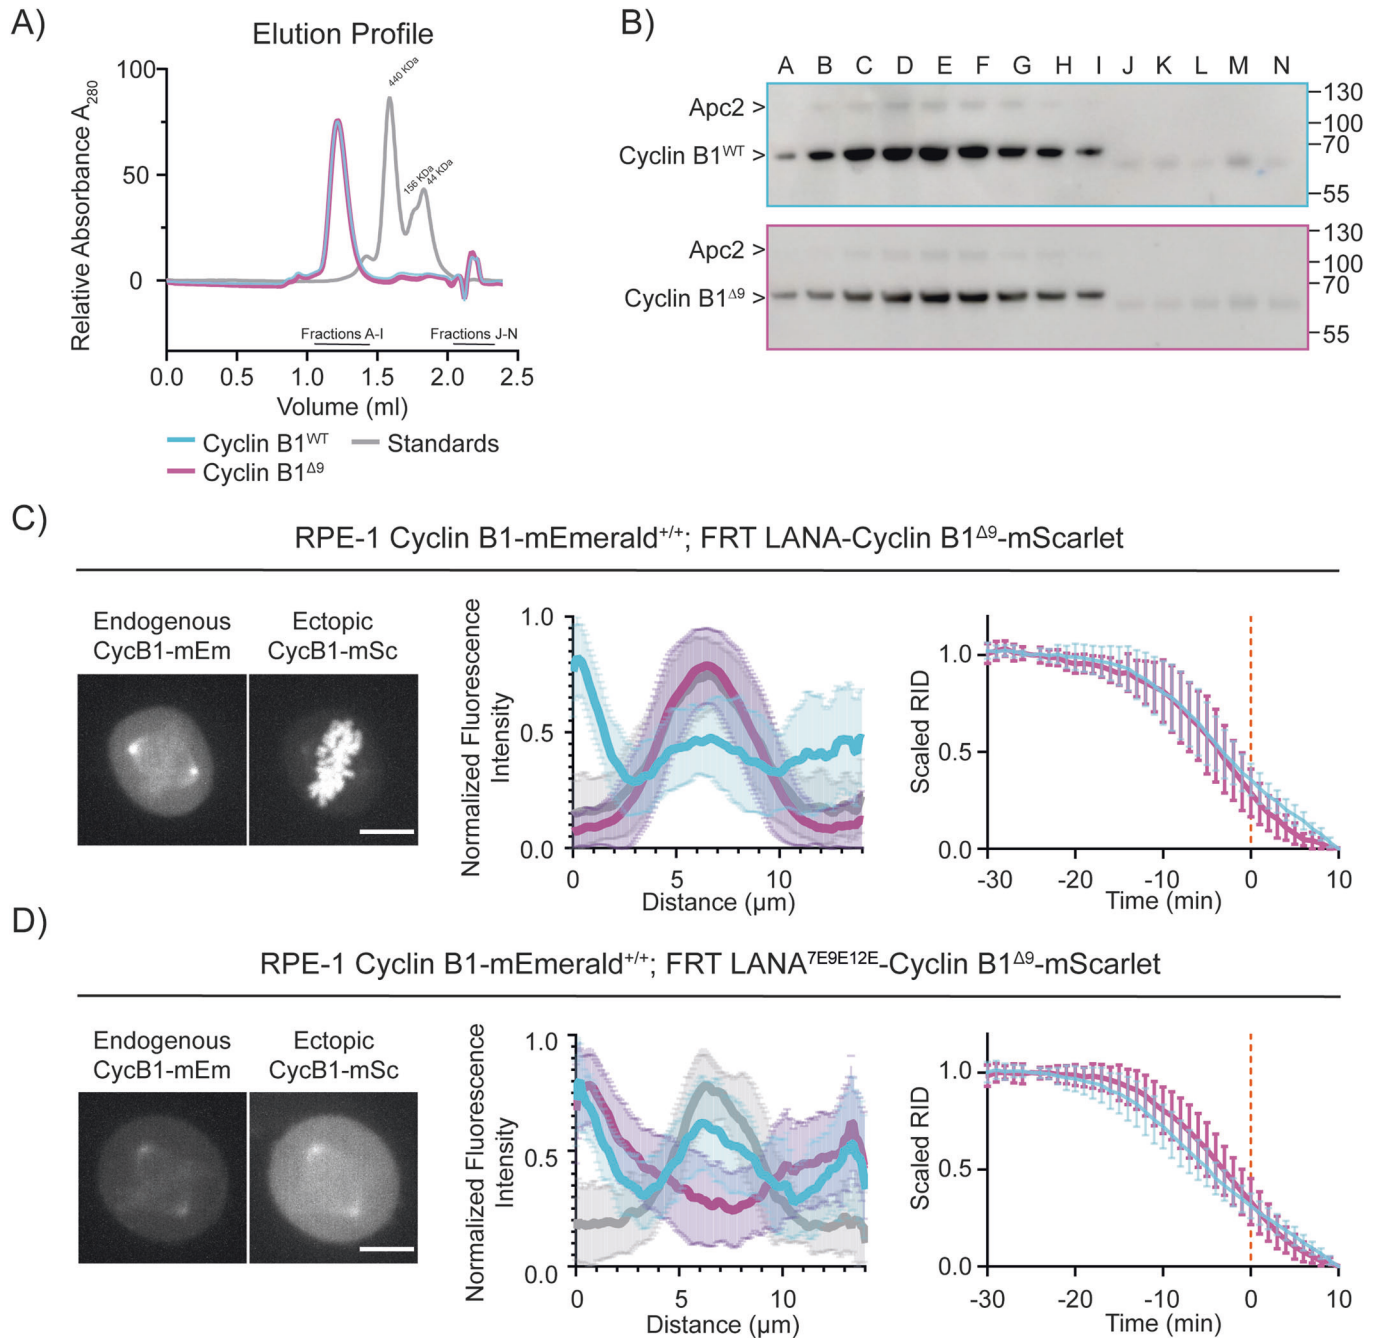 A)
Elution Profile
Relative Absorbance A280
100
50
0
440 KDa
156 KDa
44 KDa
Fractions A-I
Fractions J-N
0.0 0.5 1.0 1.5 2.0 2.5
Volume (ml)
Cyclin B1WT Standards
Cyclin B1Δ9
B)
A B C D E F G H I J K L M N
Apc2 >
Cyclin B1WT >
130
100
70
55
Apc2 >
Cyclin B1Δ9 >
130
100
70
55
C)
RPE-1 Cyclin B1-mEmerald+/+; FRT LANA-Cyclin B1Δ9-mScarlet
Endogenous
CycB1-mEm
Ectopic
CycB1-mSc
Normalized Fluorescence
Intensity
1.0
0.5
0.0
0 5 10
Distance (µm)
Scaled RID
1.0
0.5
0.0
-30 -20 -10 0 10
Time (min)
D)
RPE-1 Cyclin B1-mEmerald+/+; FRT LANA7E9E12E-Cyclin B1Δ9-mScarlet
Endogenous
CycB1-mEm
Ectopic
CycB1-mSc
Normalized Fluorescence
Intensity
1.0
0.5
0.0
0 5 10
Distance (µm)
Scaled RID
1.0
0.5
0.0
-30 -20 -10 0 10
Time (min)